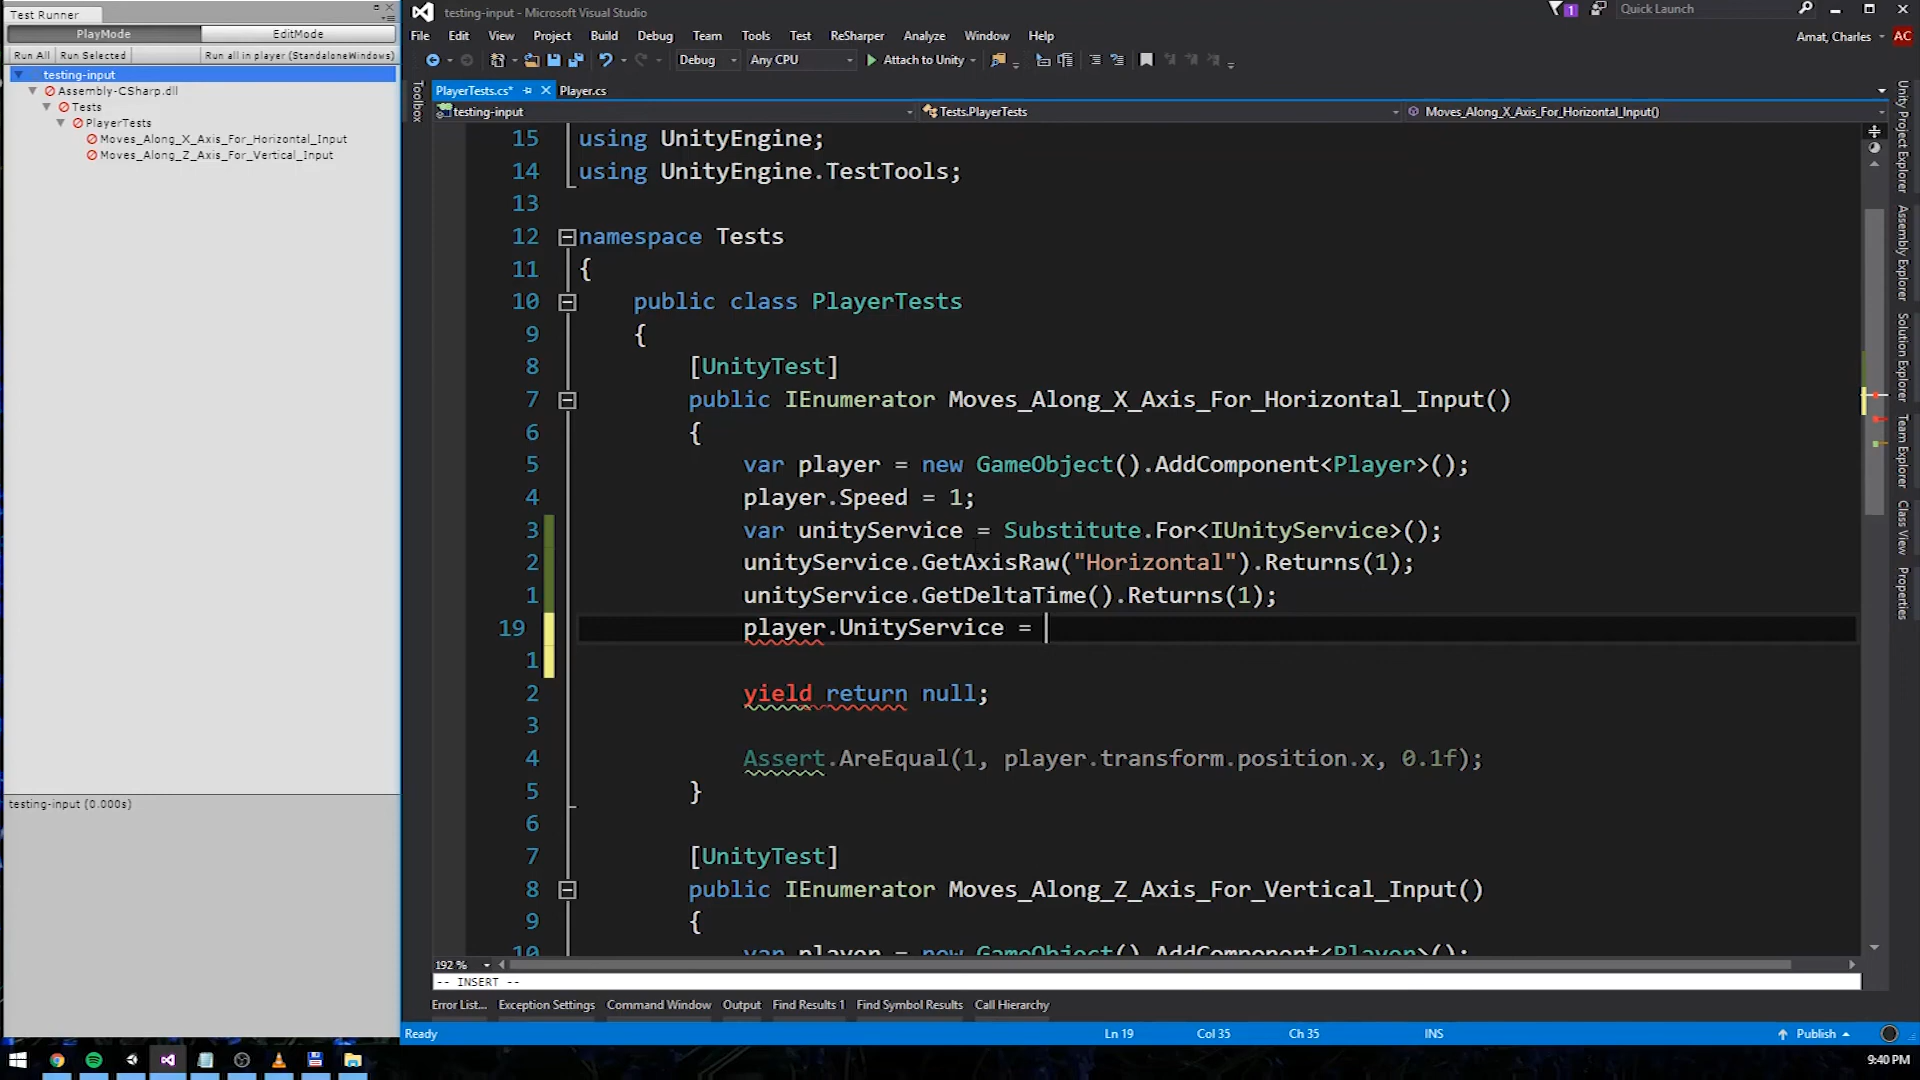 Test Runner
PlayMode
EditMode
Run All
Run Selected
Run all in player (StandaloneWindows)
testing-input
Assembly-CSharp.dll
Tests
PlayerTests
Moves_Along_X_Axis_For_Horizontal_Input
Moves_Along_Z_Axis_For_Vertical_Input
testing-input (0.000s)
testing-input - Microsoft Visual Studio
1
Quick Launch
File Edit View Project Build Debug Team Tools Test ReSharper Analyze Window Help
Amat, Charles
AC
Debug
Any CPU
Attach to Unity
PlayerTests.cs*
Player.cs
testing-input
Tests.PlayerTests
Moves_Along_X_Axis_For_Horizontal_Input()
Toolbox
15 using UnityEngine;
14 using UnityEngine.TestTools;
13
12 namespace Tests
11 {
10 public class PlayerTests
9 {
8 [UnityTest]
7 public IEnumerator Moves_Along_X_Axis_For_Horizontal_Input()
6 {
5 var player = new GameObject().AddComponent<Player>();
4 player.Speed = 1;
3 var unityService = Substitute.For<IUnityService>();
2 unityService.GetAxisRaw("Horizontal").Returns(1);
1 unityService.GetDeltaTime().Returns(1);
19 player.UnityService =
1
2 yield return null;
3
4 Assert.AreEqual(1, player.transform.position.x, 0.1f);
5 }
6
7 [UnityTest]
8 public IEnumerator Moves_Along_Z_Axis_For_Vertical_Input()
9 {
10 var player = new GameObject().AddComponent<Player>();
192 %
-- INSERT --
Error List... Exception Settings Command Window Output Find Results 1 Find Symbol Results Call Hierarchy
Ready
Ln 19
Col 35
Ch 35
INS
Publish
Unity Project Explorer
Assembly Explorer
Solution Explorer
Team Explorer
Class View
Properties
9:40 PM